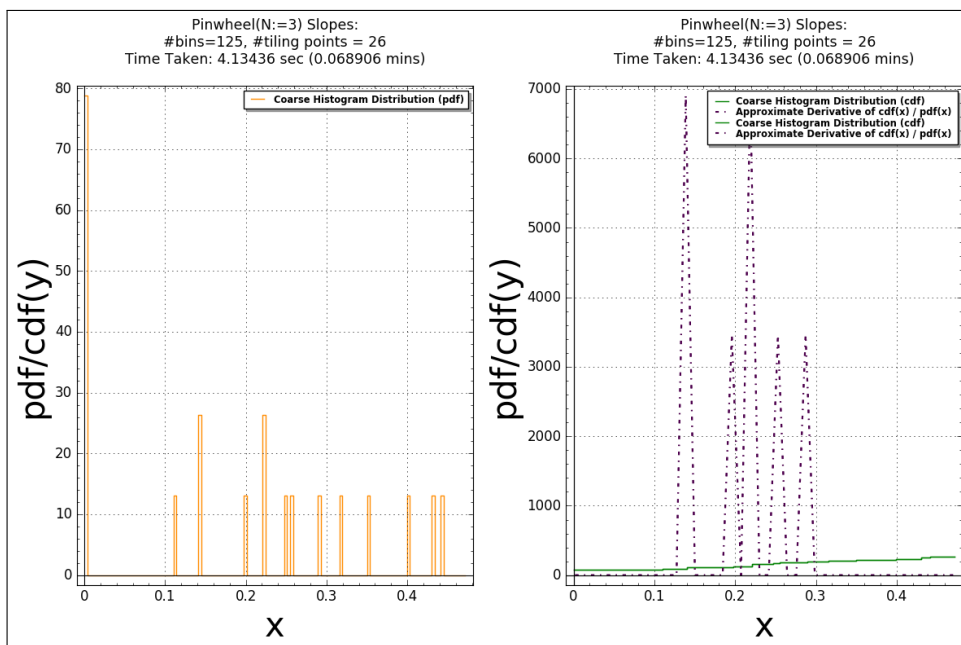 Pinwheel(N:=3) Slopes:
#bins=125, #tiling points = 26
Time Taken: 4.13436 sec (0.068906 mins)
80
70
60
50
40
30
20
10
0
pdf/cdf(y)
Coarse Histogram Distribution (pdf)
0
0.1
0.2
0.3
0.4
x
Pinwheel(N:=3) Slopes:
#bins=125, #tiling points = 26
Time Taken: 4.13436 sec (0.068906 mins)
7000
6000
5000
4000
3000
2000
1000
0
pdf/cdf(y)
Coarse Histogram Distribution (cdf)
Approximate Derivative of cdf(x) / pdf(x)
Coarse Histogram Distribution (cdf)
Approximate Derivative of cdf(x) / pdf(x)
0
0.1
0.2
0.3
0.4
x